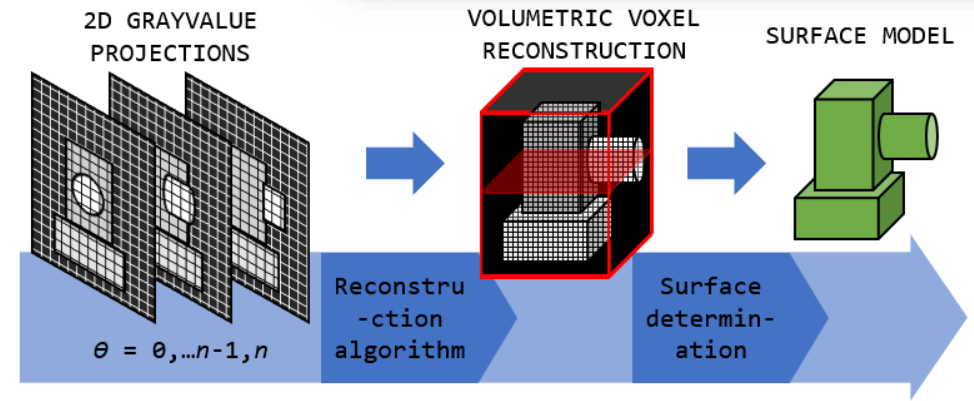 2D GRAYVALUE
PROJECTIONS
VOLUMETRIC VOXEL
RECONSTRUCTION
SURFACE MODEL
Reconstru
-ction
algorithm
Surface
determin-
ation
θ = 0,…n-1,n